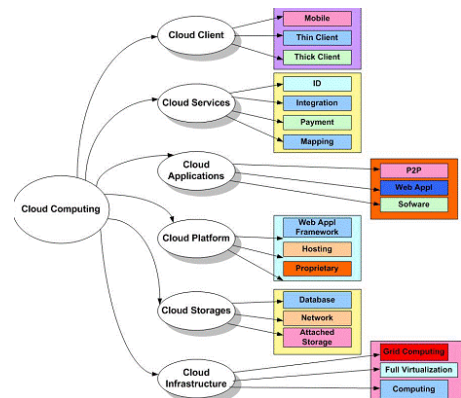 Mobile
Cloud Client
Thin Client
Thick Client
ID
Cloud Services
Integration
Payment
Mapping
Cloud
Applications
P2P
Web Appl
Sofware
Cloud Computing
Web Appl
Framework
Cloud Platform
Hosting
Proprietary
Database
Cloud Storages
Network
Attached
Storage
Cloud
Infrastructure
Grid Computing
Full Virtualization
Computing